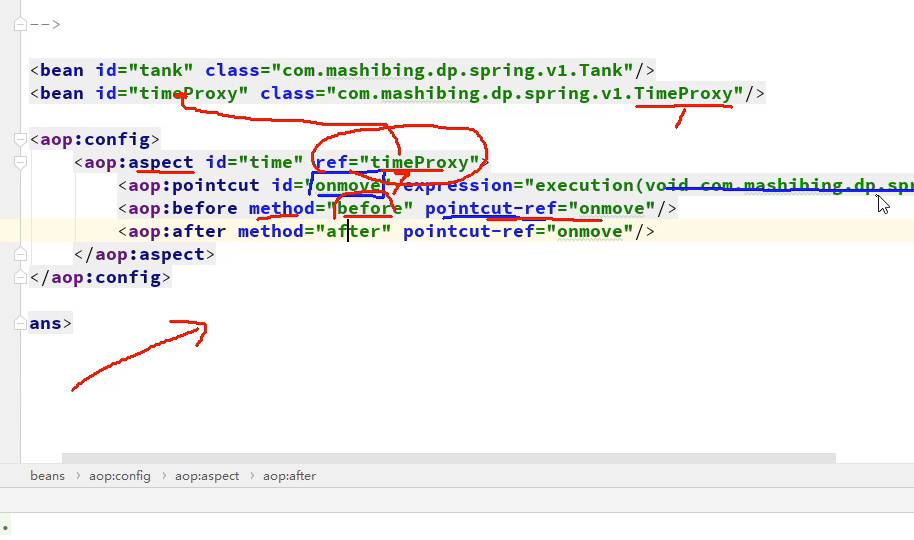 -->
<bean id="tank" class="com.mashibing.dp.spring.v1.Tank"/>
<bean id="timeProxy" class="com.mashibing.dp.spring.v1.TimeProxy"/>
<aop:config>
<aop:aspect id="time" ref="timeProxy">
<aop:pointcut id="onmove" expression="execution(void com.mashibing.dp.spr
<aop:before method="before" pointcut-ref="onmove"/>
<aop:after method="after" pointcut-ref="onmove"/>
</aop:aspect>
</aop:config>
ans>
beans › aop:config › aop:aspect › aop:after